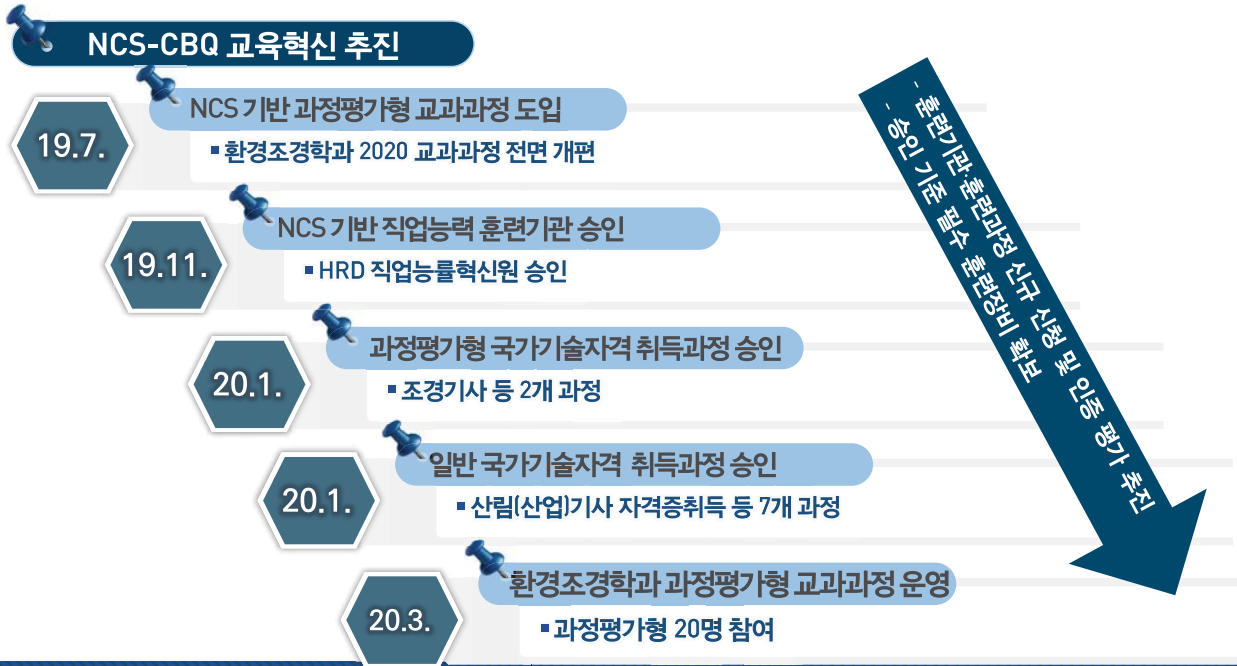 NCS-CBQ 교육혁신 추진
19.7.
NCS 기반 과정평가형 교과과정 도입
▪ 환경조경학과 2020 교과과정 전면 개편
19.11.
NCS 기반 직업능력 훈련기관 승인
▪ HRD 직업능률혁신원 승인
20.1.
과정평가형 국가기술자격 취득과정 승인
▪ 조경기사 등 2개 과정
20.1.
일반 국가기술자격 취득과정 승인
▪ 산림(산업)기사 자격증취득 등 7개 과정
20.3.
환경조경학과 과정평가형 교과과정 운영
▪ 과정평가형 20명 참여
- 훈련기관·훈련과정 신규 신청 및 인증 평가 추진
- 승인 기준 필수 훈련장비 확보